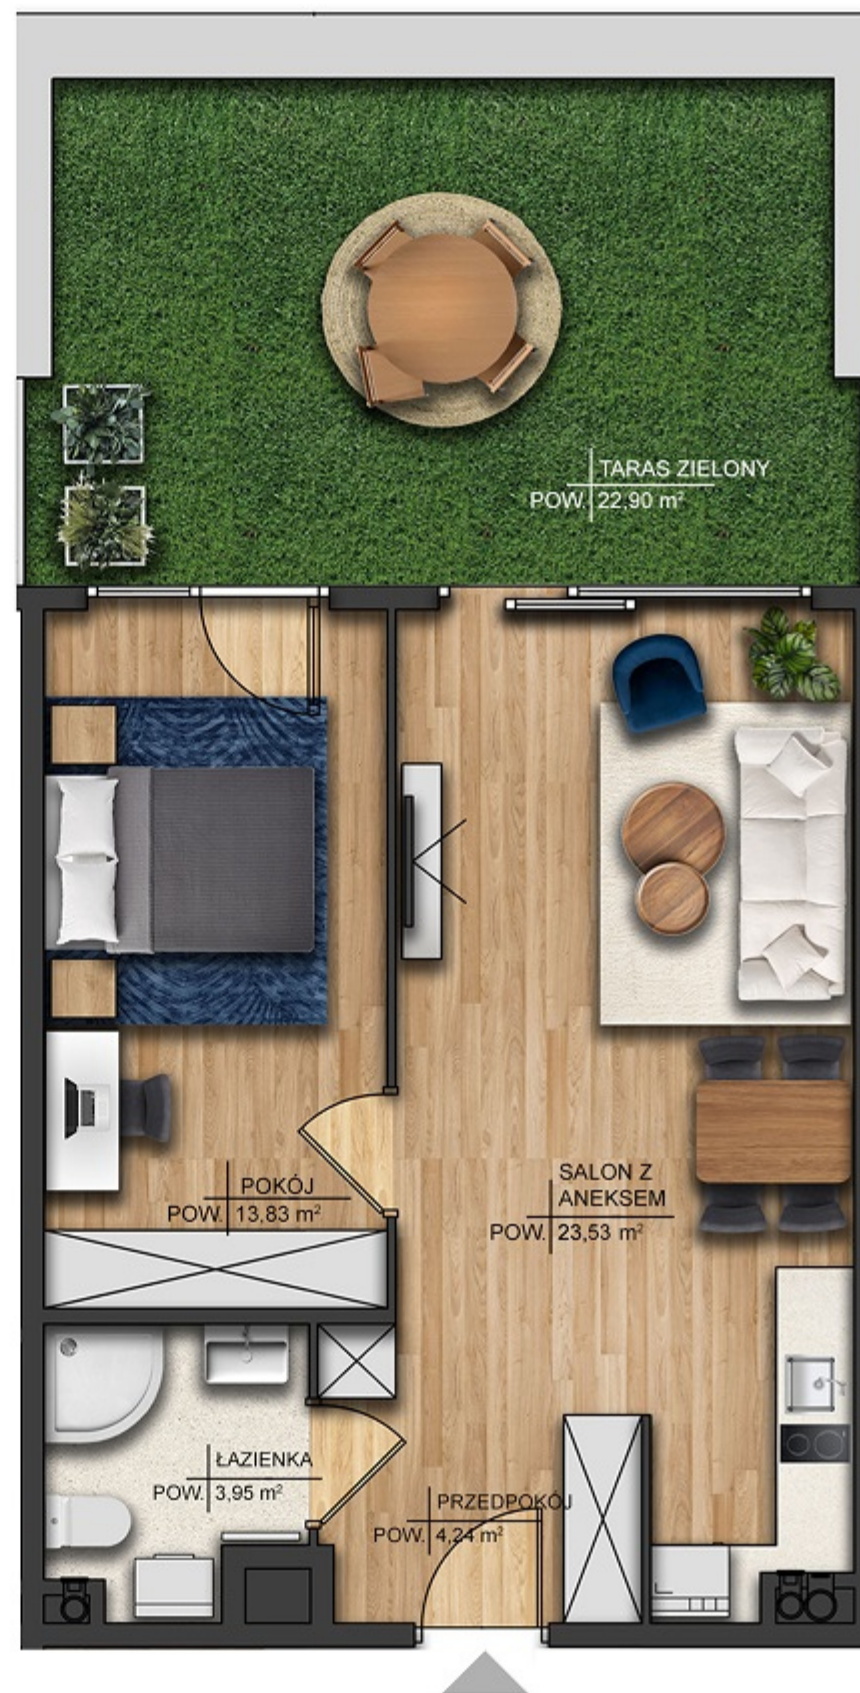 TARAS ZIELONY
POW. 22,90 m²
POKÓJ
POW. 13,83 m²
SALON Z
ANEKSEM
POW. 23,53 m²
ŁAZIENKA
POW. 3,95 m²
PRZEDPOKÓJ
POW. 4,24 m²